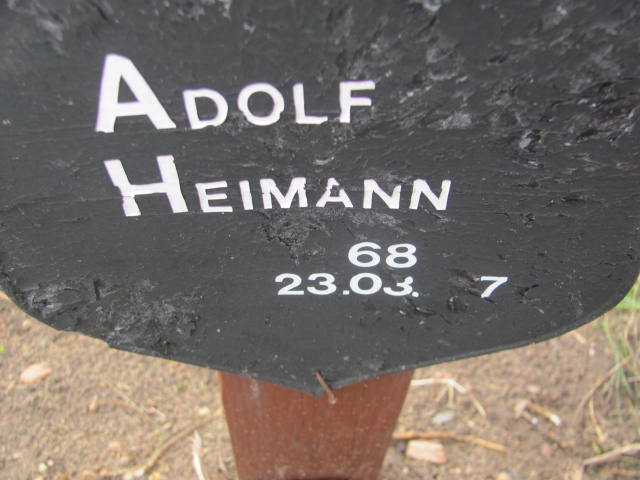 ADOLF
HEIMANN
68
23.03. 7